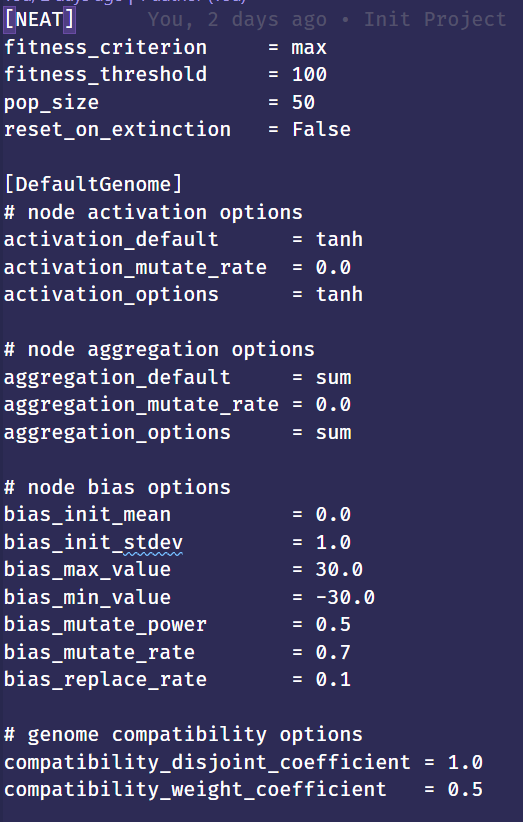 [NEAT] You, 2 days ago • Init Project
fitness_criterion     = max
fitness_threshold     = 100
pop_size              = 50
reset_on_extinction   = False
[DefaultGenome]
# node activation options
activation_default      = tanh
activation_mutate_rate  = 0.0
activation_options      = tanh
# node aggregation options
aggregation_default     = sum
aggregation_mutate_rate = 0.0
aggregation_options     = sum
# node bias options
bias_init_mean          = 0.0
bias_init_stdev         = 1.0
bias_max_value          = 30.0
bias_min_value          = -30.0
bias_mutate_power       = 0.5
bias_mutate_rate        = 0.7
bias_replace_rate       = 0.1
# genome compatibility options
compatibility_disjoint_coefficient = 1.0
compatibility_weight_coefficient   = 0.5